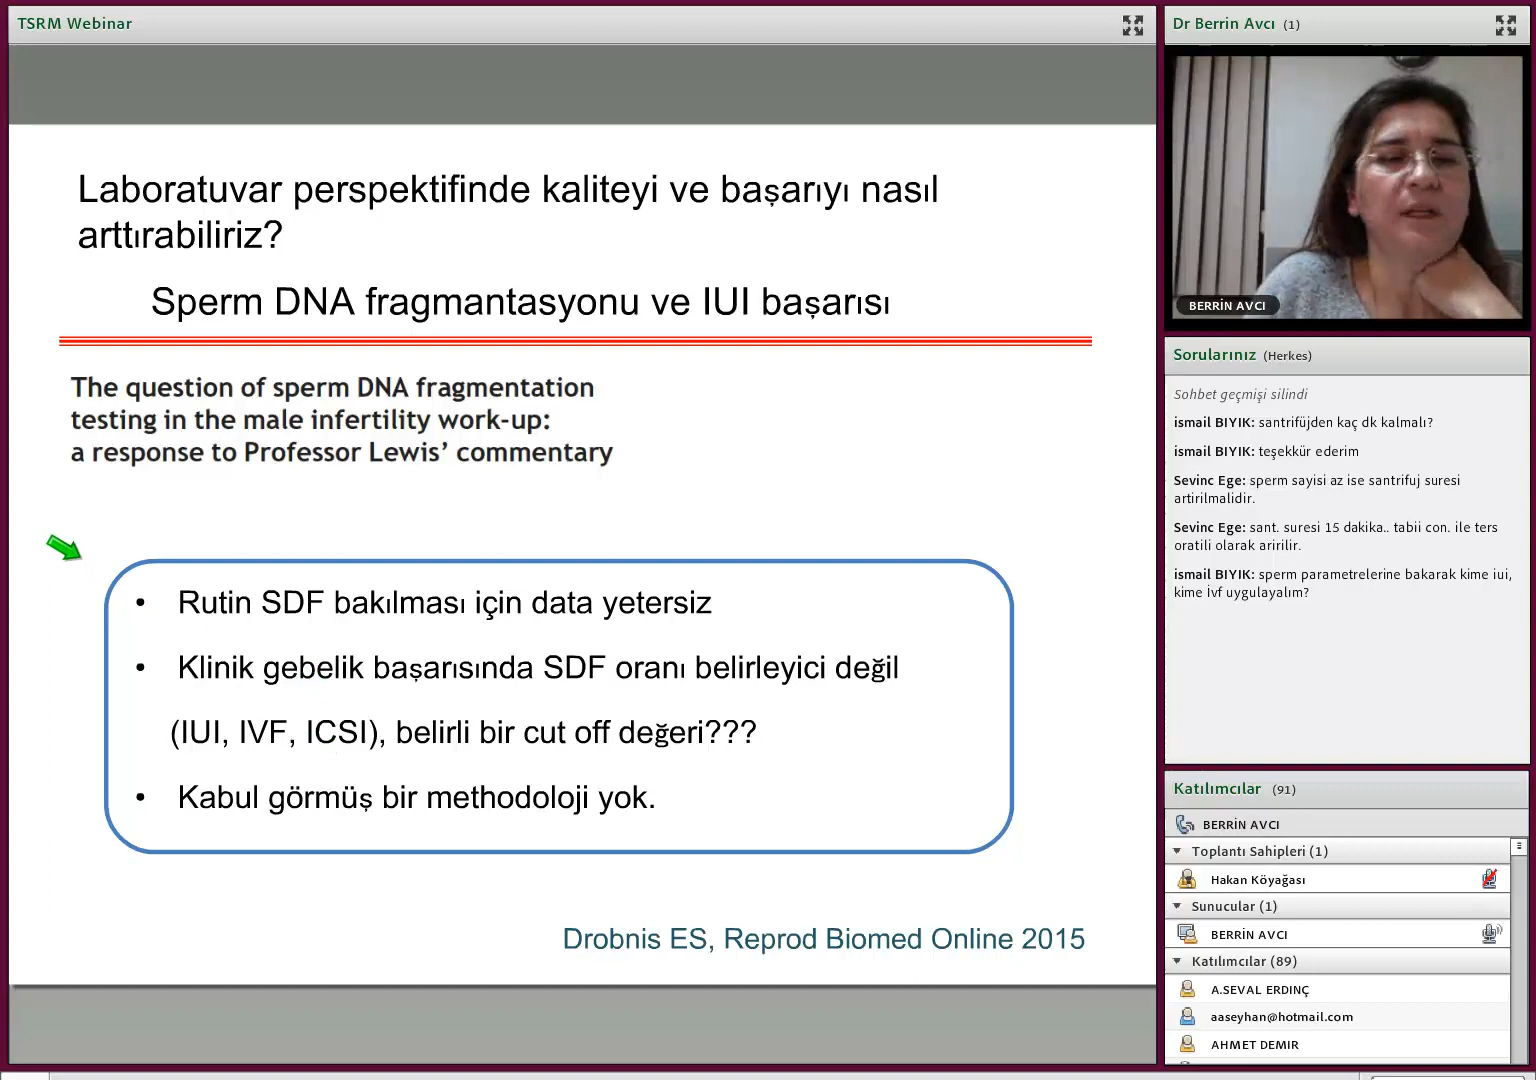 TSRM Webinar
Laboratuvar perspektifinde kaliteyi ve başarıyı nasıl
arttırabiliriz?
Sperm DNA fragmantasyonu ve IUI başarısı
The question of sperm DNA fragmentation
testing in the male infertility work-up:
a response to Professor Lewis’ commentary
• Rutin SDF bakılması için data yetersiz
• Klinik gebelik başarısında SDF oranı belirleyici değil
(IUI, IVF, ICSI), belirli bir cut off değeri???
• Kabul görmüş bir methodoloji yok.
Drobnis ES, Reprod Biomed Online 2015
Dr Berrin Avcı (1)
BERRİN AVCI
Sorularınız (Herkes)
Sohbet geçmişi silindi
ismail BIYIK: santrifüjden kaç dk kalmalı?
ismail BIYIK: teşekkür ederim
Sevinc Ege: sperm sayisi az ise santrifuj suresi
artirilmalidir.
Sevinc Ege: sant. suresi 15 dakika.. tabii con. ile ters
oratili olarak aririlir.
ismail BIYIK: sperm parametrelerine bakarak kime iui,
kime İvf uygulayalım?
Katılımcılar (91)
BERRİN AVCI
Toplantı Sahipleri (1)
Hakan Köyağası
Sunucular (1)
BERRİN AVCI
Katılımcılar (89)
A.SEVAL ERDINÇ
aaseyhan@hotmail.com
AHMET DEMIR